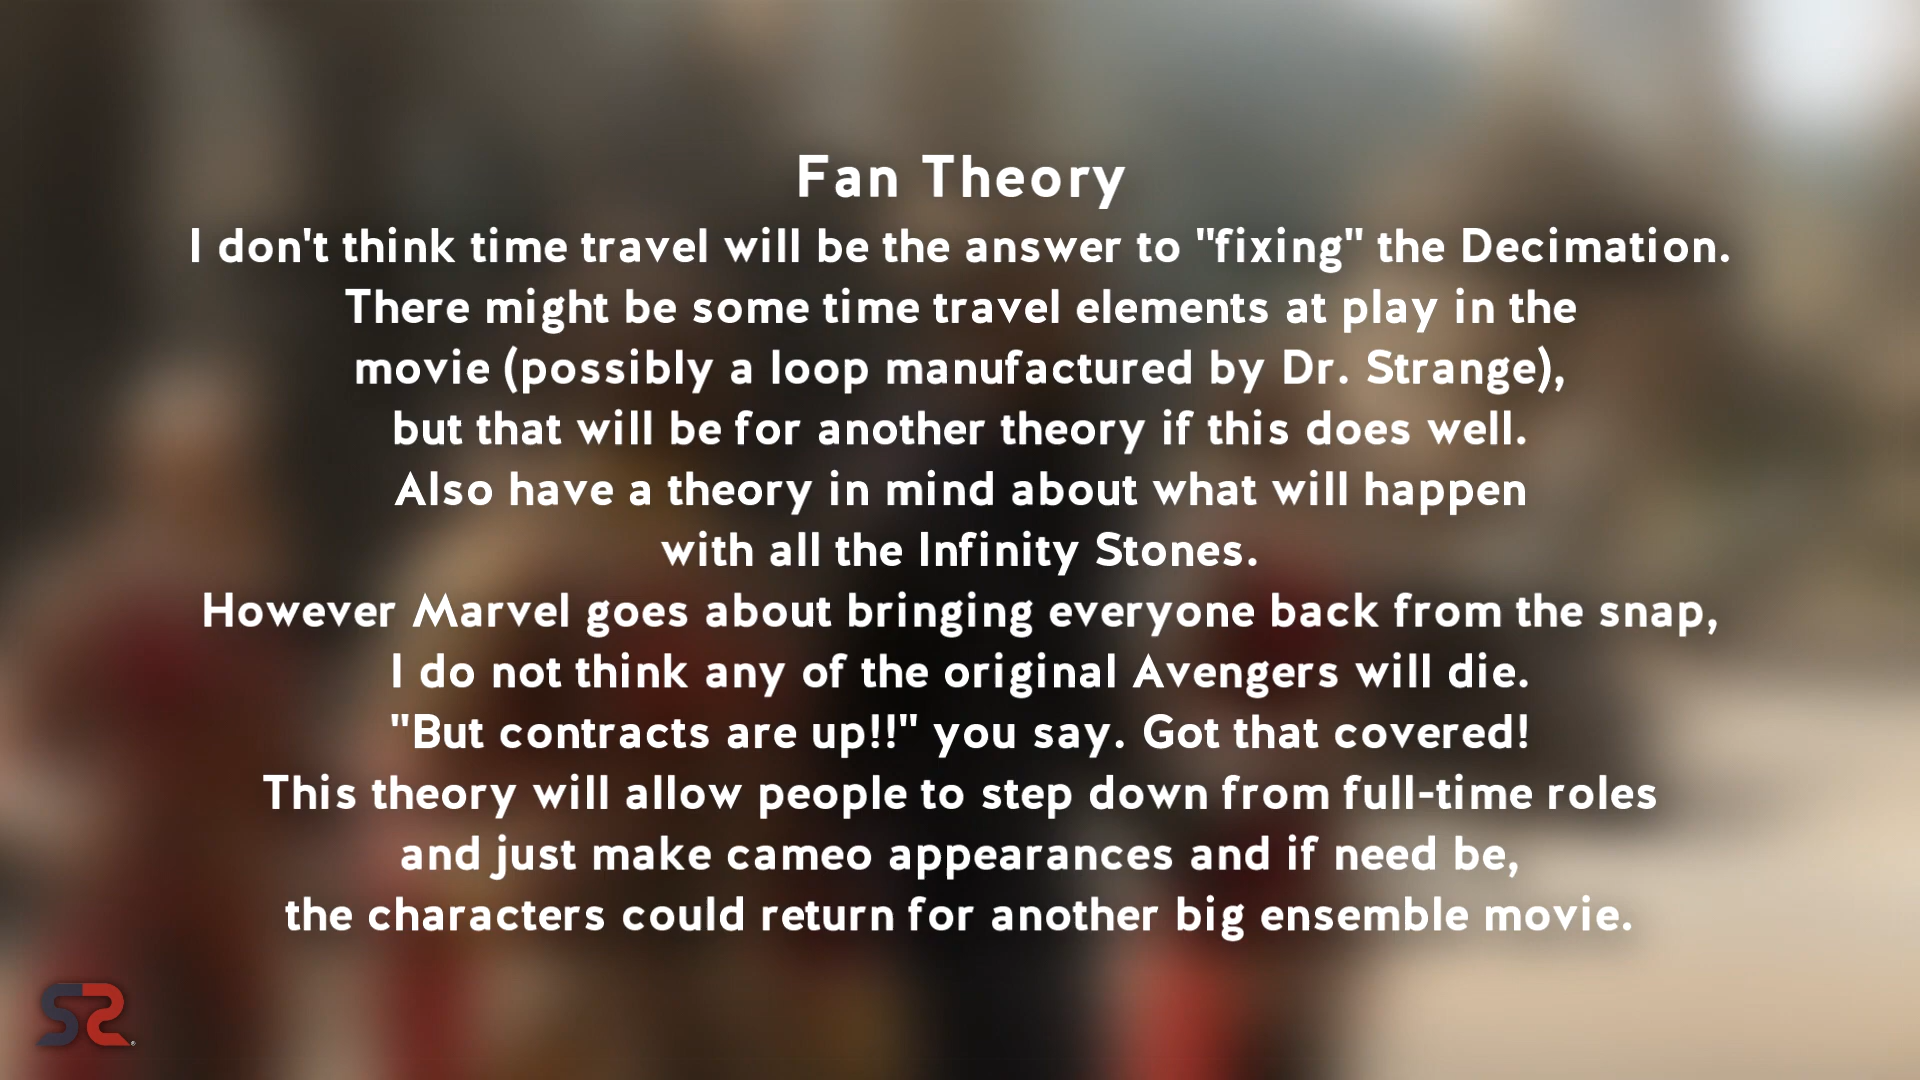 Fan Theory
I don't think time travel will be the answer to "fixing" the Decimation.
There might be some time travel elements at play in the
movie (possibly a loop manufactured by Dr. Strange),
but that will be for another theory if this does well.
Also have a theory in mind about what will happen
with all the Infinity Stones.
However Marvel goes about bringing everyone back from the snap,
I do not think any of the original Avengers will die.
"But contracts are up!!" you say. Got that covered!
This theory will allow people to step down from full-time roles
and just make cameo appearances and if need be,
the characters could return for another big ensemble movie.
SR